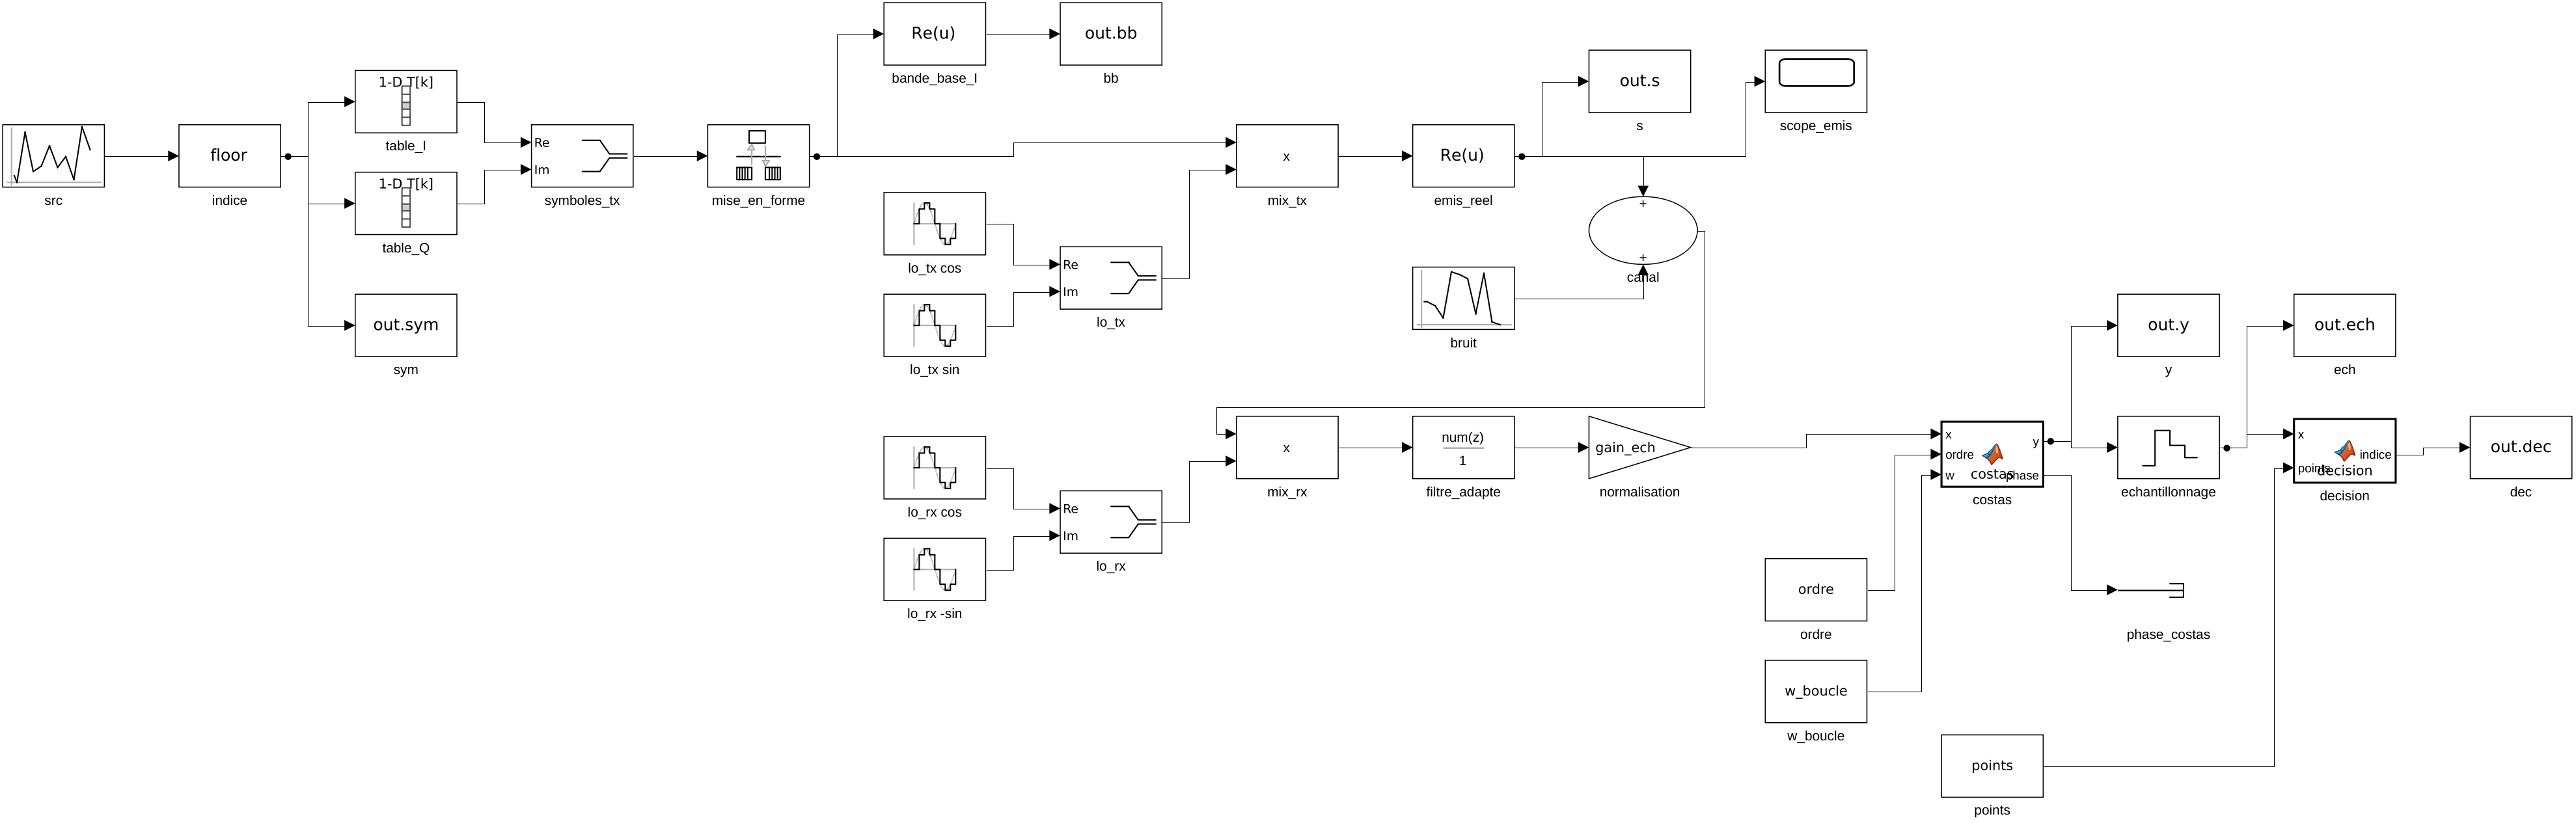 Re(u)
bande_base_I
out.bb
bb
out.s
s
scope_emis
1-D T[k]
table_I
src
floor
indice
Re
Im
symboles_tx
mise_en_forme
x
mix_tx
Re(u)
emis_reel
1-D T[k]
table_Q
lo_tx cos
Re
Im
lo_tx
lo_tx sin
+
+
canal
bruit
out.sym
sym
out.y
y
out.ech
ech
lo_rx cos
Re
Im
lo_rx
lo_rx -sin
x
mix_rx
num(z)
1
filtre_adapte
gain_ech
normalisation
x
ordre
w
y
phase
costas
costas
echantillonnage
x
points
indice
decision
decision
out.dec
dec
ordre
ordre
phase_costas
w_boucle
w_boucle
points
points